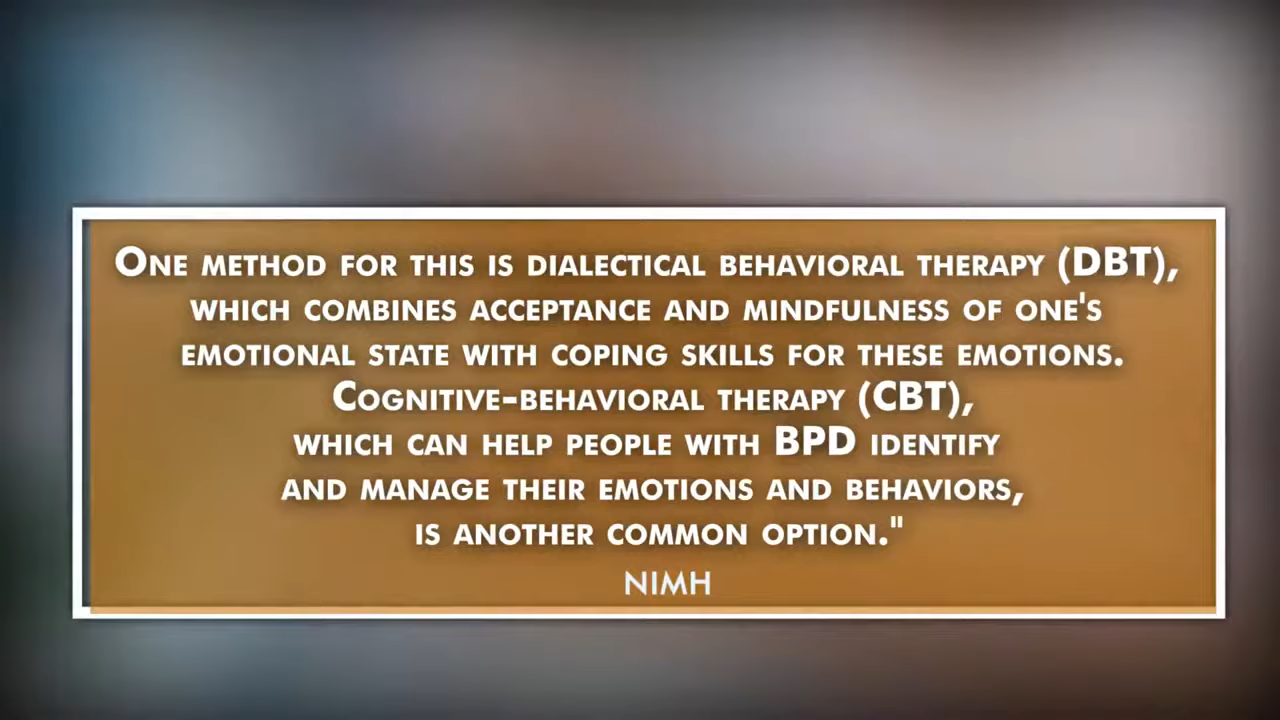 One method for this is dialectical behavioral therapy (DBT),
which combines acceptance and mindfulness of one's
emotional state with coping skills for these emotions.
Cognitive-behavioral therapy (CBT),
which can help people with BPD identify
and manage their emotions and behaviors,
is another common option."
NIMH